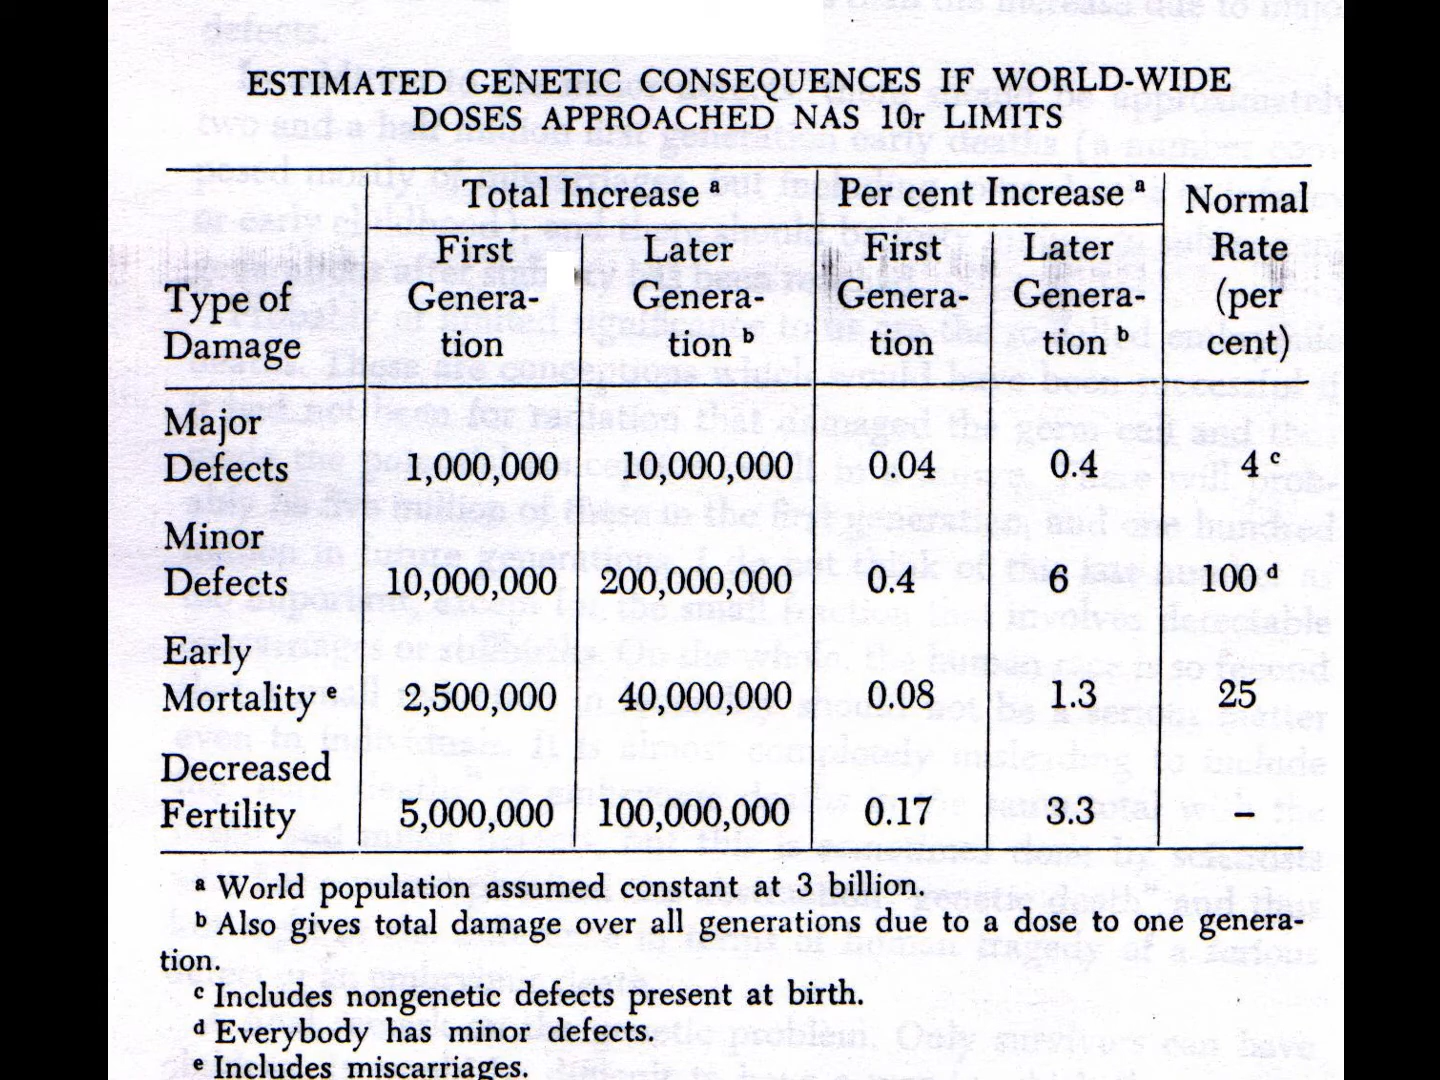 ESTIMATED GENETIC CONSEQUENCES IF WORLD-WIDE
DOSES APPROACHED NAS 10r LIMITS
Total Increase ᵃ Per cent Increase ᵃ Normal
First Later First Later Rate
Type of Genera- Genera- Genera- Genera- (per
Damage tion tion ᵇ tion tion ᵇ cent)
Major
Defects 1,000,000 10,000,000 0.04 0.4 4 ᶜ
Minor
Defects 10,000,000 200,000,000 0.4 6 100 ᵈ
Early
Mortality ᵉ 2,500,000 40,000,000 0.08 1.3 25
Decreased
Fertility 5,000,000 100,000,000 0.17 3.3 –
ᵃ World population assumed constant at 3 billion.
ᵇ Also gives total damage over all generations due to a dose to one genera-
tion.
ᶜ Includes nongenetic defects present at birth.
ᵈ Everybody has minor defects.
ᵉ Includes miscarriages.